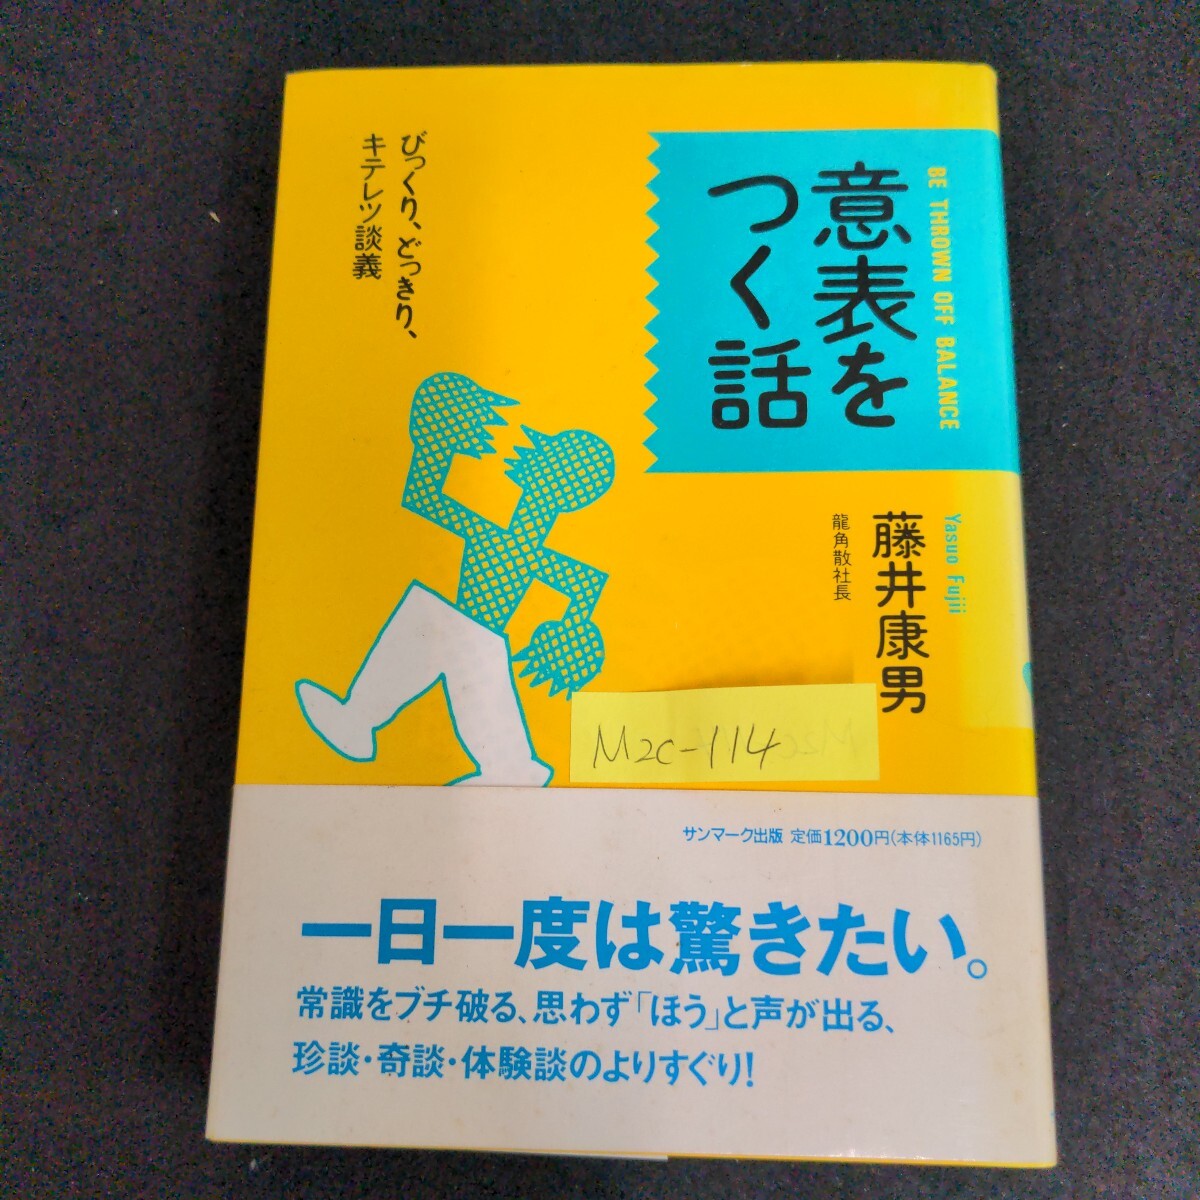 BE THROWN OFF BALANCE
意表を
つく話
びっくり、どっきり、
キテレツ談義
Yasuo Fujii
藤井康男
龍角散社長
M2C-114
サンマーク出版 定価1200円(本体1165円)
一日一度は驚きたい。
常識をブチ破る、思わず「ほう」と声が出る、
珍談・奇談・体験談のよりすぐり!